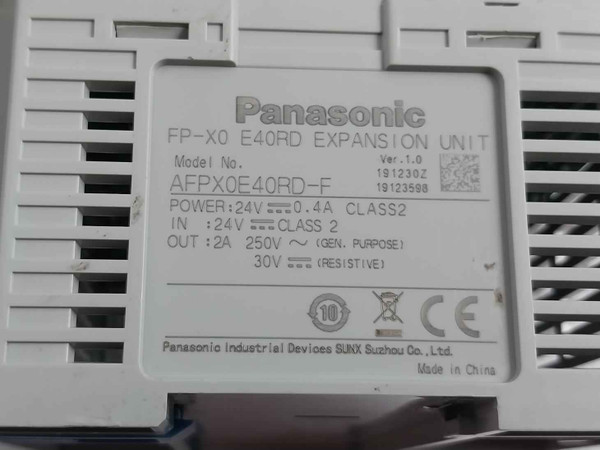 Panasonic
FP-X0 E40RD EXPANSION UNIT
Model No.
AFPX0E40RD-F
Ver.1.0
191230Z
19123598
POWER:24V⎓0.4A CLASS2
IN :24V⎓CLASS 2
OUT :2A 250V ~ (GEN. PURPOSE)
30V⎓(RESISTIVE)
10
CE
Panasonic Industrial Devices SUNX Suzhou Co.,Ltd.
Made in China